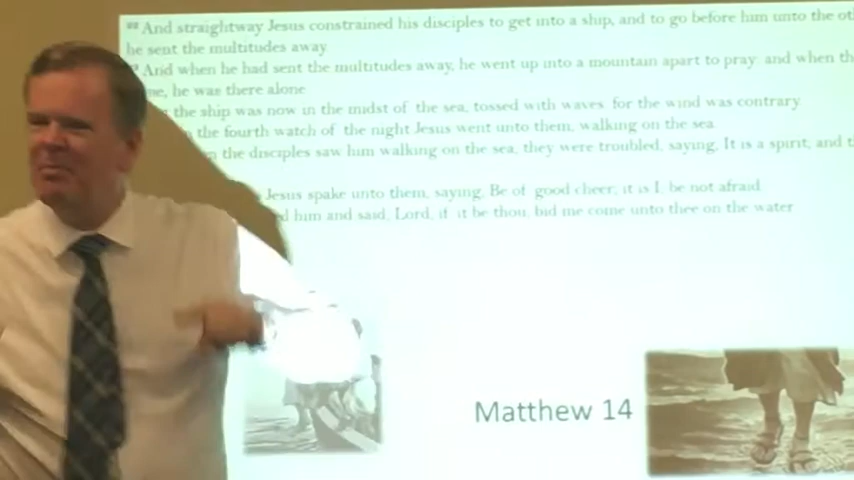 22 And straightway Jesus constrained his disciples to get into a ship, and to go before him unto the
he sent the multitudes away
And when he had sent the multitudes away, he went up into a mountain apart to pray: and when
he was there alone
the ship was now in the midst of the sea, tossed with waves for the wind was contrary
the fourth watch of the night Jesus went unto them, walking on the sea
the disciples saw him walking on the sea, they were troubled, saying, It is a spirit, and
Jesus spake unto them, saying, Be of good cheer; it is I, be not afraid
him and said, Lord, if it be thou, bid me come unto thee on the water
Matthew 14